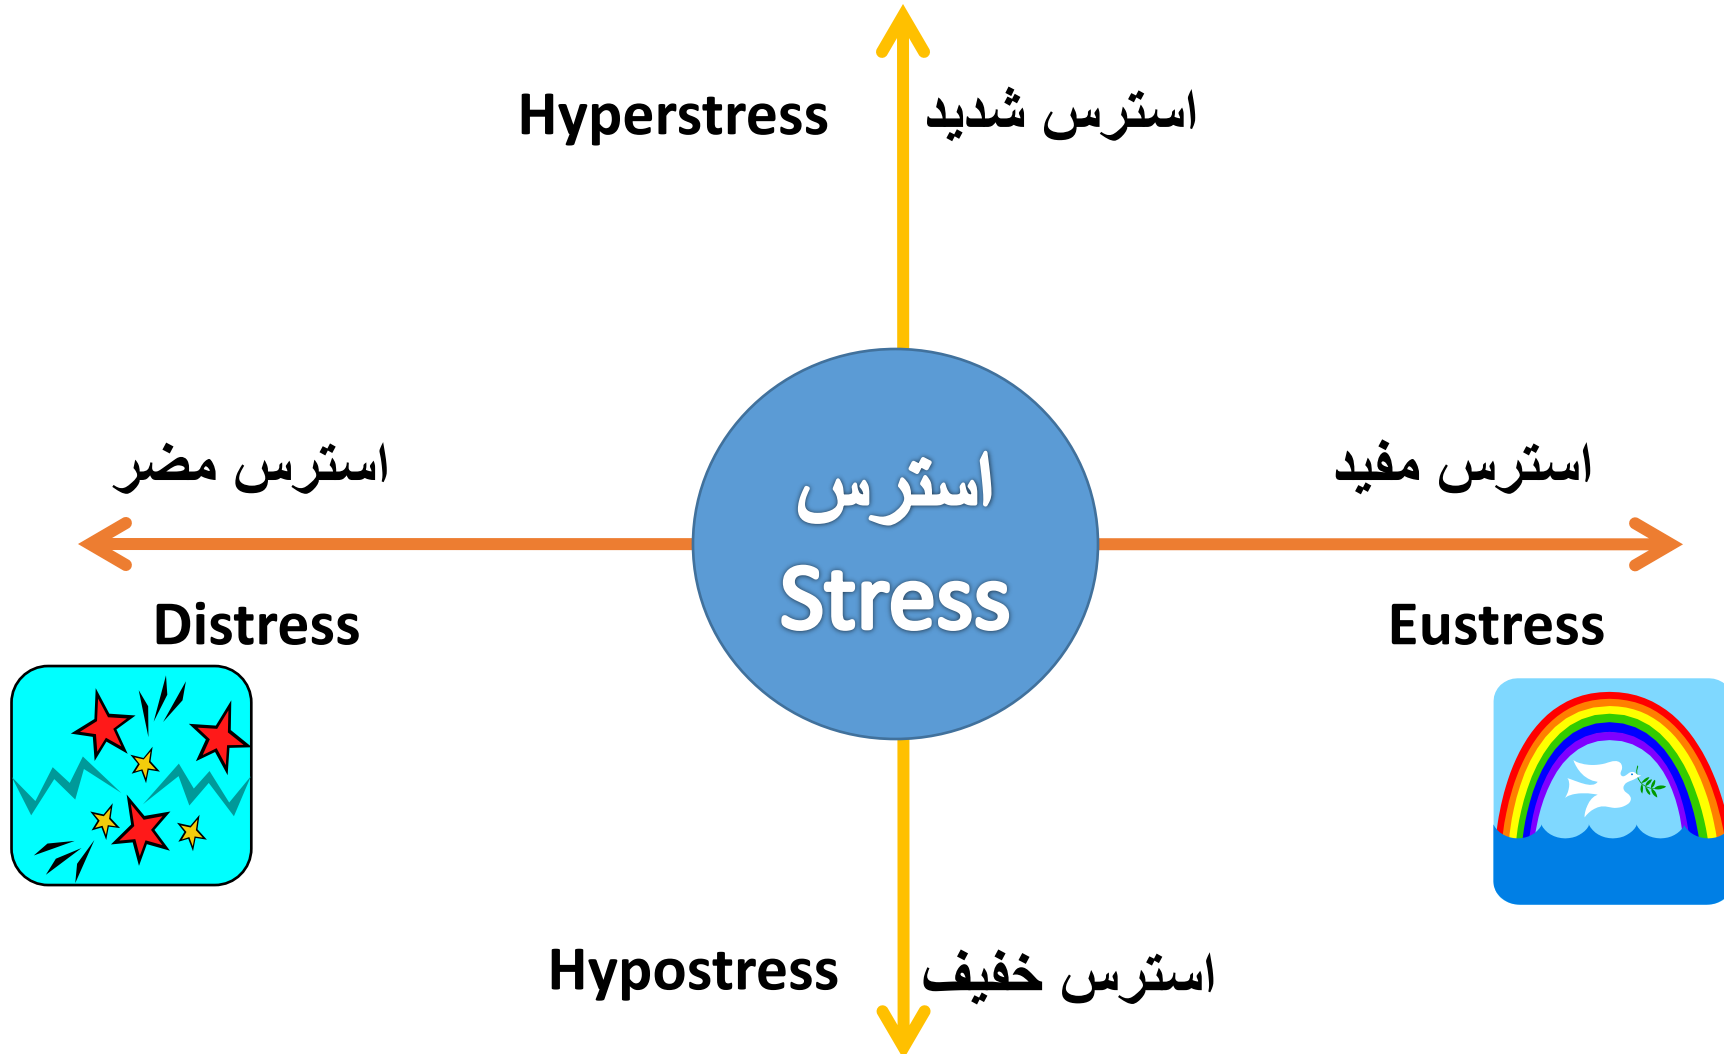 Hyperstress
استرس شدید
استرس مضر
استرس مفید
استرس
Stress
Distress
Eustress
Hypostress
استرس خفیف